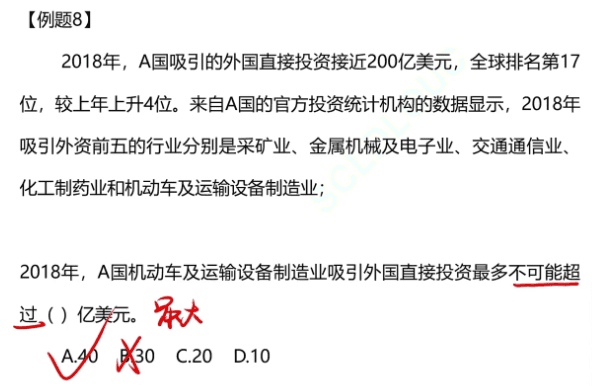 【例题8】
2018年，A国吸引的外国直接投资接近200亿美元，全球排名第17
位，较上年上升4位。来自A国的官方投资统计机构的数据显示，2018年
吸引外资前五的行业分别是采矿业、金属机械及电子业、交通通信业、
化工制药业和机动车及运输设备制造业；
2018年，A国机动车及运输设备制造业吸引外国直接投资最多不可能超
过（ ）亿美元。 最大
A.40 B.30 C.20 D.10